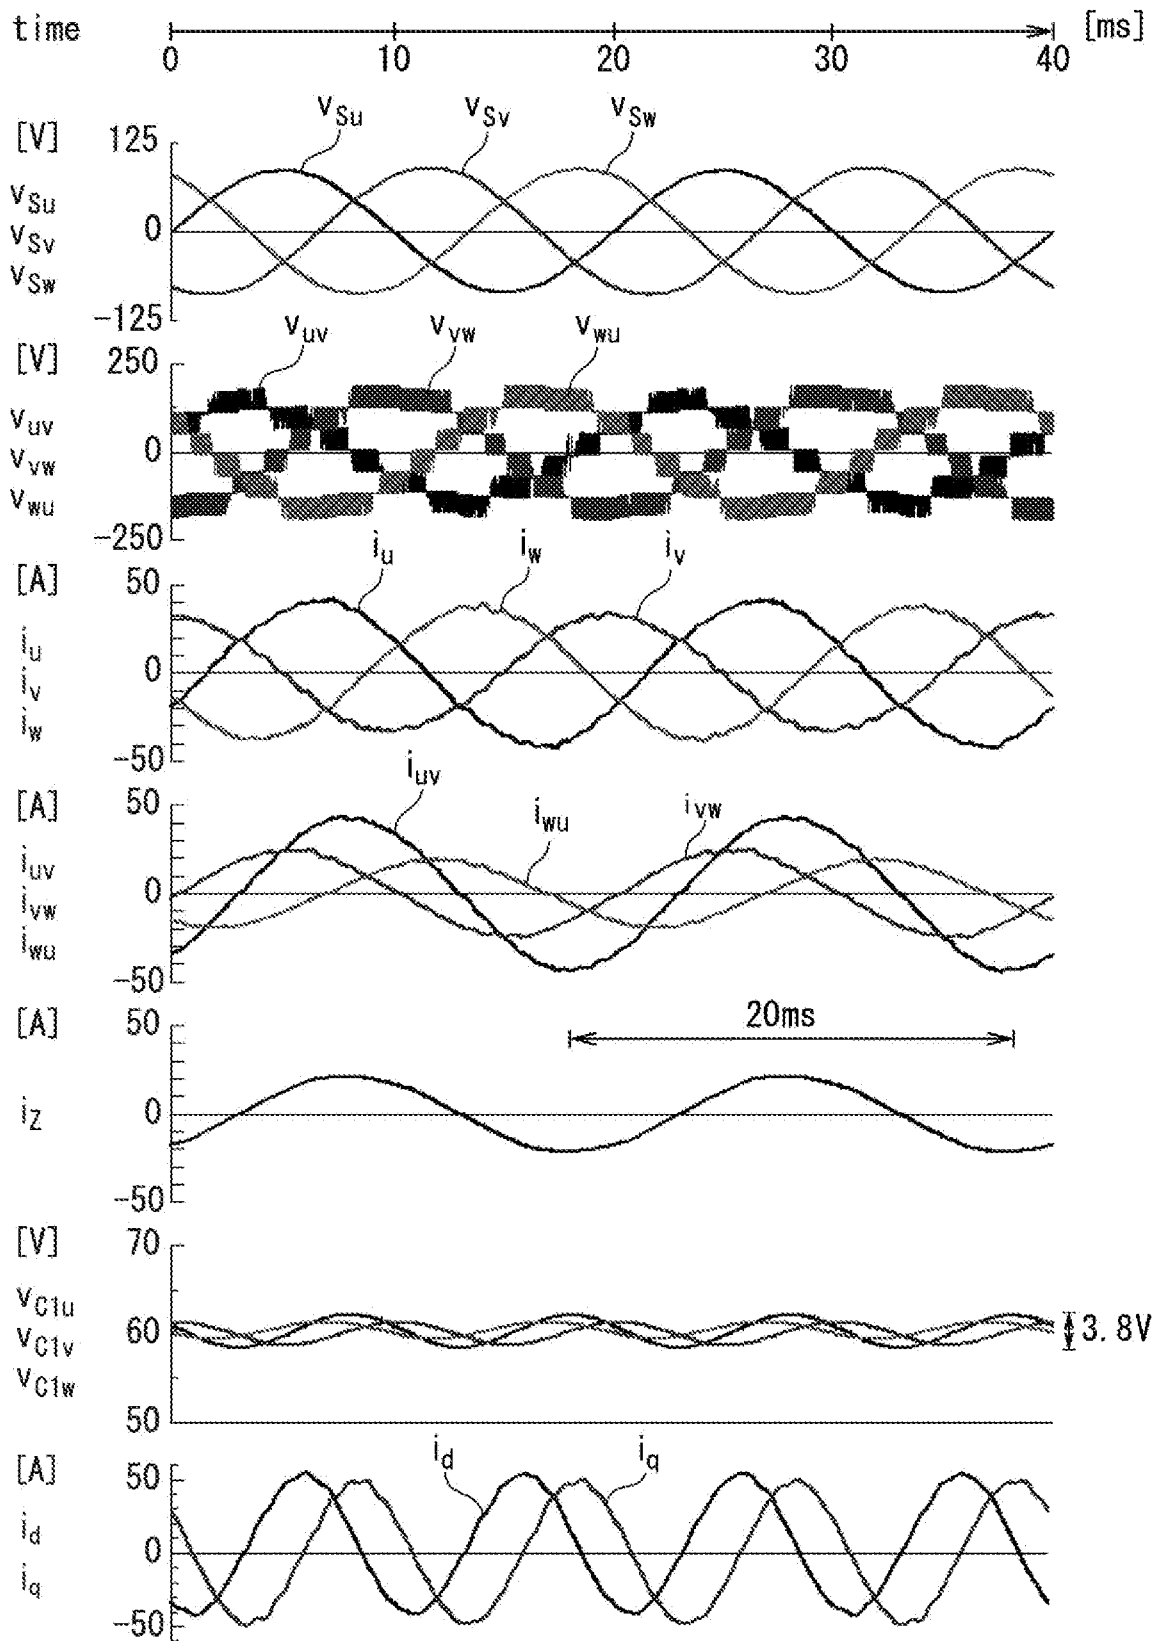 time [ms]
0 10 20 30 40
vSu vSv vSw
[V] 125
vSu
vSv 0
vSw
-125
vuv vvw vwu
[V] 250
vuv
vvw 0
vwu
-250
iu iw iv
[A] 50
iu
iv 0
iw
-50
iuv
[A] 50
iwu ivw
iuv
ivw 0
iwu
-50
[A] 50
20ms
iZ 0
-50
[V] 70
vC1u
vC1v 60 3.8V
vC1w
50
id iq
[A] 50
id
0
iq
-50